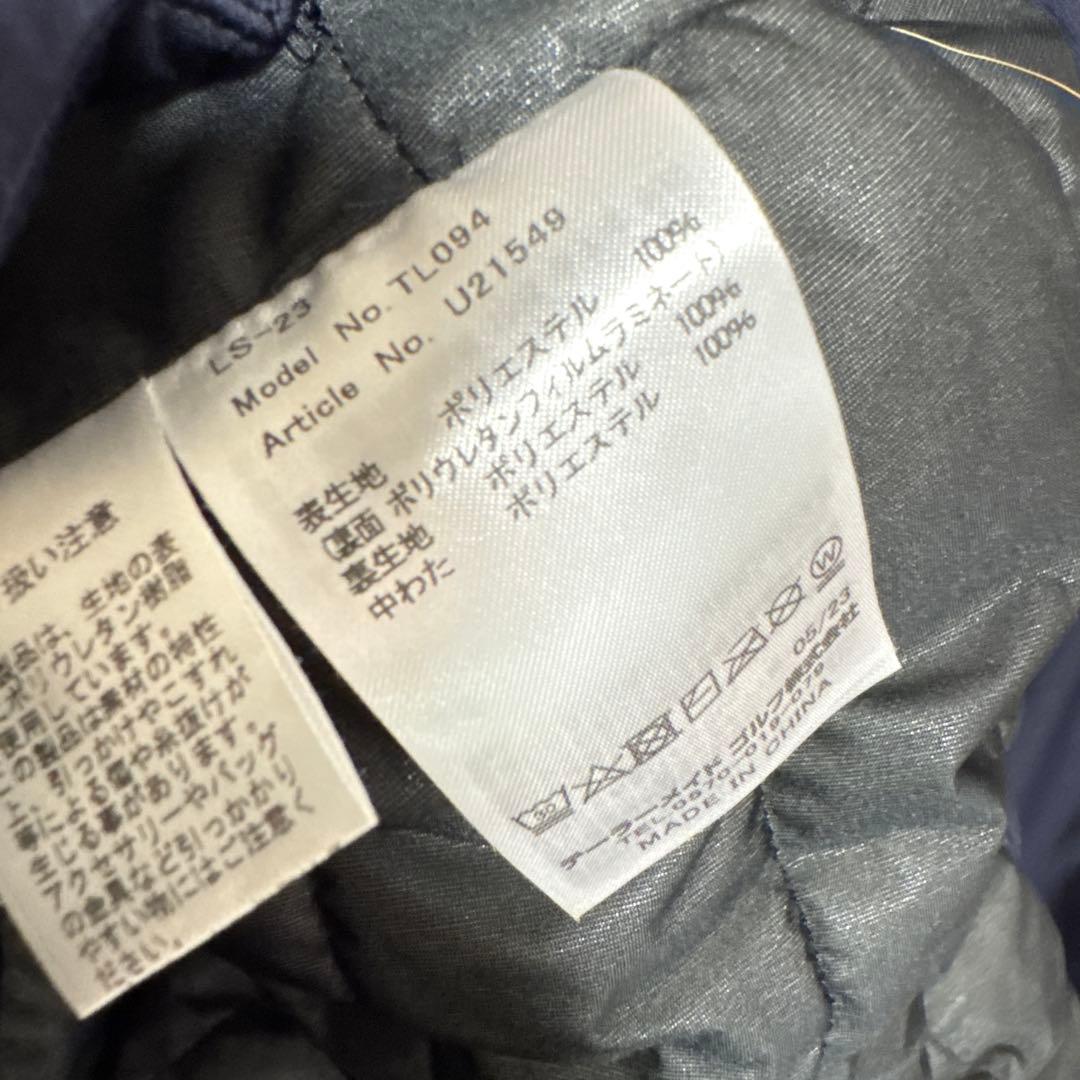 LS-23
Model No. TL094
Article No. U21549
表生地 ポリエステル 100%
(裏面 ポリウレタンフィルムラミネート)
裏生地 ポリエステル 100%
中わた ポリエステル 100%
テーラーメイド ゴルフ株式会社 05/23
TEL:0570-019-079
MADE IN CHINA
扱い注意
製品は、生地の表
ポリウレタン樹脂
使用しています。
の製品は素材の特性
上、引っかけやこすれ
等による傷や糸抜けが
生じる事があります。
アクセサリーやバッグ
の金具など引っかかり
やすい物にはご注意く
ださい。